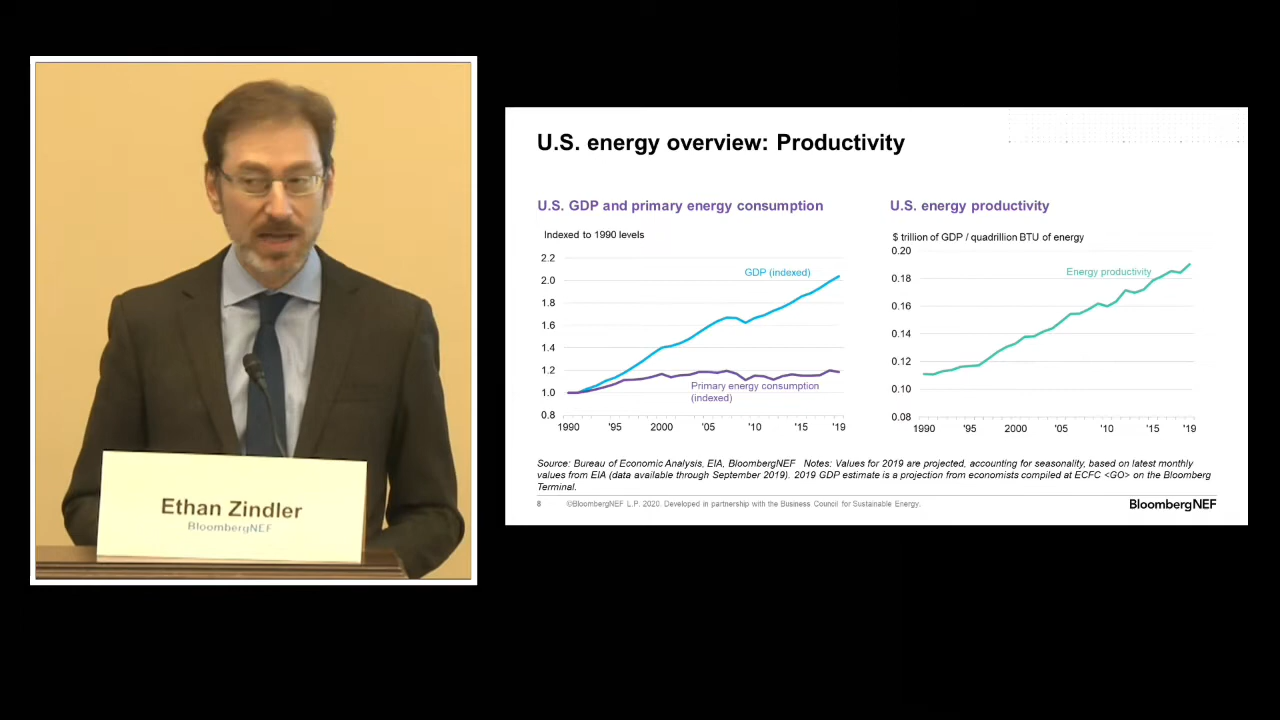 Ethan Zindler
BloombergNEF
U.S. energy overview: Productivity
U.S. GDP and primary energy consumption
Indexed to 1990 levels
2.2
2.0
1.8
1.6
1.4
1.2
1.0
0.8
GDP (indexed)
Primary energy consumption
(indexed)
1990 '95 2000 '05 '10 '15 '19
U.S. energy productivity
$ trillion of GDP / quadrillion BTU of energy
0.20
0.18
0.16
0.14
0.12
0.10
0.08
Energy productivity
1990 '95 2000 '05 '10 '15 '19
Source: Bureau of Economic Analysis, EIA, BloombergNEF Notes: Values for 2019 are projected, accounting for seasonality, based on latest monthly
values from EIA (data available through September 2019). 2019 GDP estimate is a projection from economists compiled at ECFC <GO> on the Bloomberg
Terminal.
8 ©BloombergNEF L.P. 2020. Developed in partnership with the Business Council for Sustainable Energy.
BloombergNEF